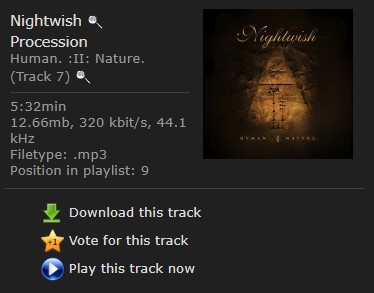 Nightwish
Procession
Human. :II: Nature.
(Track 7)
5:32min
12.66mb, 320 kbit/s, 44.1
kHz
Filetype: .mp3
Position in playlist: 9
Nightwish
HUMAN. NATURE.
Download this track
+1
Vote for this track
Play this track now